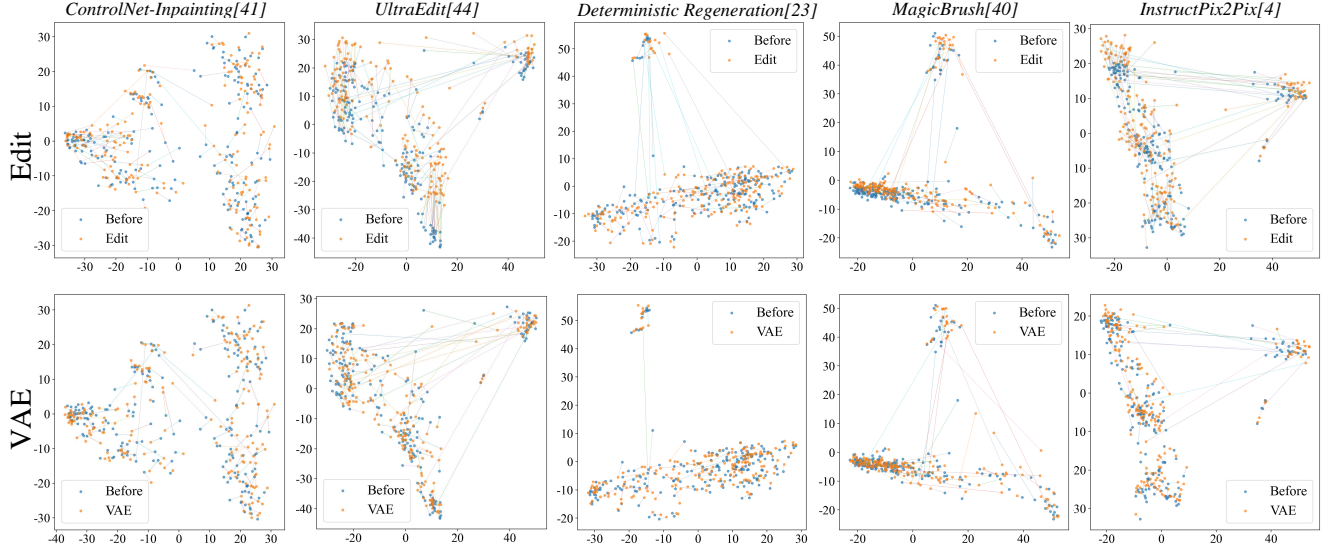 ControlNet-Inpainting[41] UltraEdit[44] Deterministic Regeneration[23] MagicBrush[40] InstructPix2Pix[4]
Edit
30
20
10
0
-10
-20
-30
Before
Edit
-30 -20 -10 0 10 20 30
30
20
10
0
-10
-20
-30
-40
Before
Edit
-20 0 20 40
50
40
30
20
10
0
-10
-20
Before
Edit
-30 -20 -10 0 10 20 30
50
40
30
20
10
0
-10
-20
Before
Edit
-20 0 20 40
30
20
10
0
10
20
30
Before
Edit
-20 0 20 40
VAE
30
20
10
0
-10
-20
-30
Before
VAE
-40 -30 -20 -10 0 10 20 30
30
20
10
0
-10
-20
-30
-40
Before
VAE
-20 0 20 40
50
40
30
20
10
0
-10
-20
Before
VAE
-30 -20 -10 0 10 20 30
50
40
30
20
10
0
-10
-20
Before
VAE
-20 0 20 40
20
10
0
10
20
30
Before
VAE
-20 0 20 40